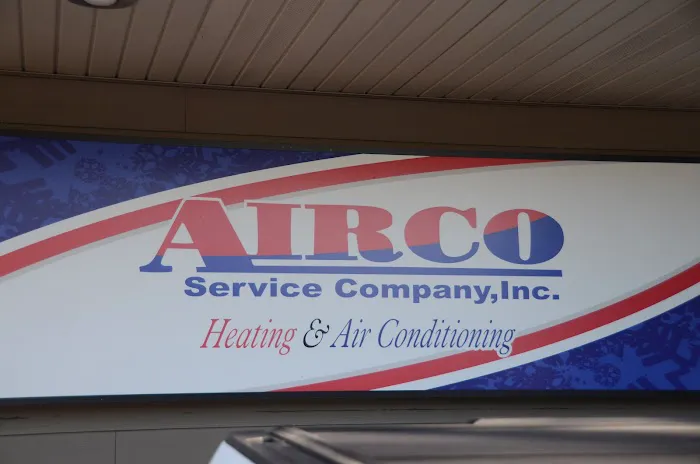 AIRCO
Service Company,Inc.
Heating & Air Conditioning